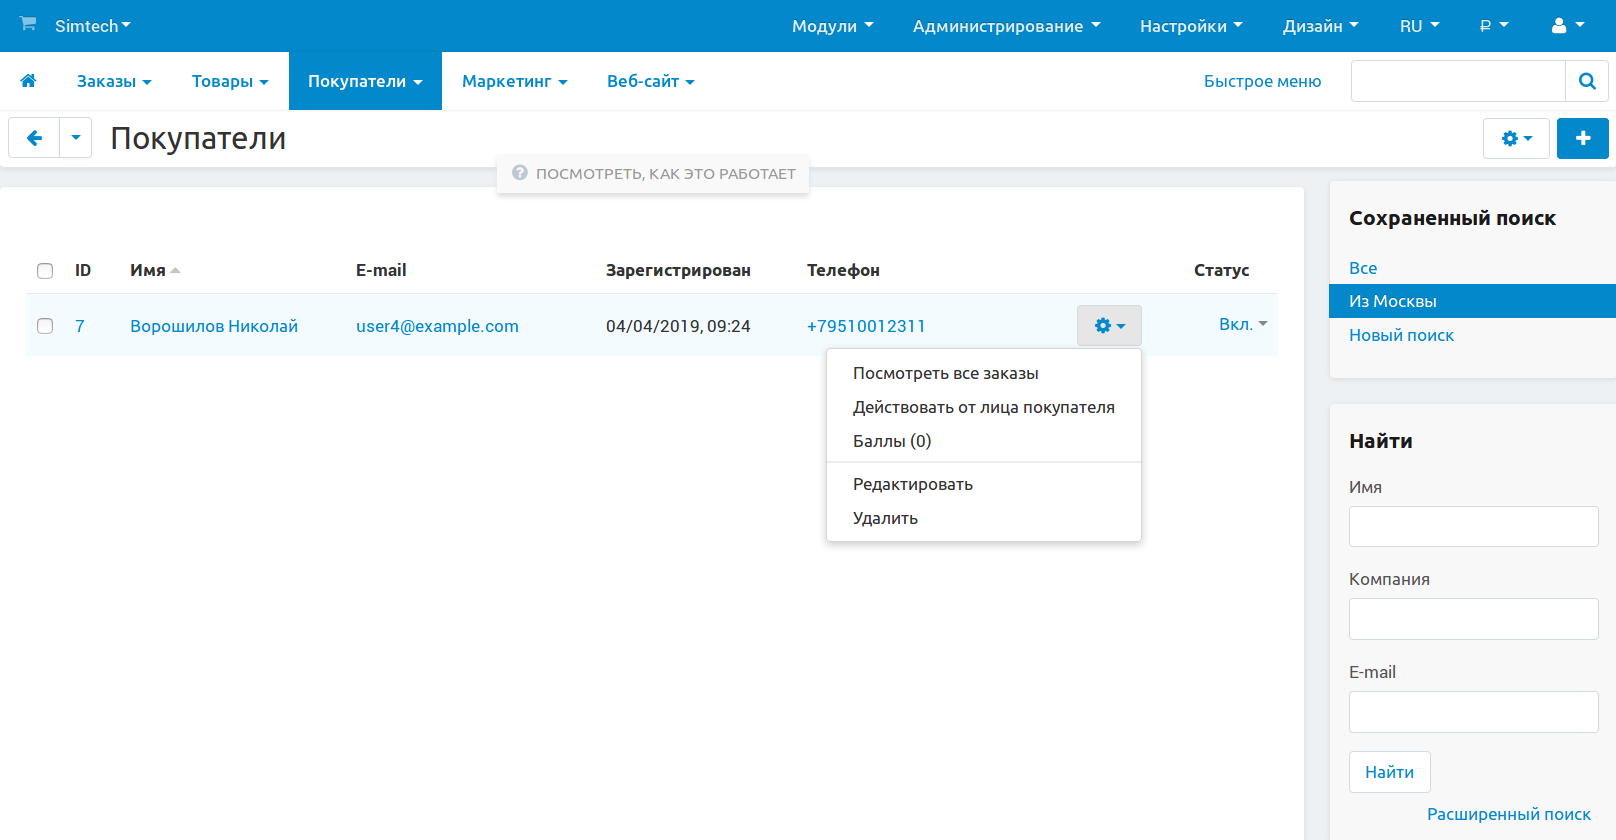 Simtech
Модули
Администрирование
Настройки
Дизайн
RU
₽
Заказы
Товары
Покупатели
Маркетинг
Веб-сайт
Быстрое меню
Покупатели
ПОСМОТРЕТЬ, КАК ЭТО РАБОТАЕТ
ID Имя E-mail Зарегистрирован Телефон Статус
7 Ворошилов Николай user4@example.com 04/04/2019, 09:24 +79510012311 Вкл.
Посмотреть все заказы
Действовать от лица покупателя
Баллы (0)
Редактировать
Удалить
Сохраненный поиск
Все
Из Москвы
Новый поиск
Найти
Имя
Компания
E-mail
Найти
Расширенный поиск